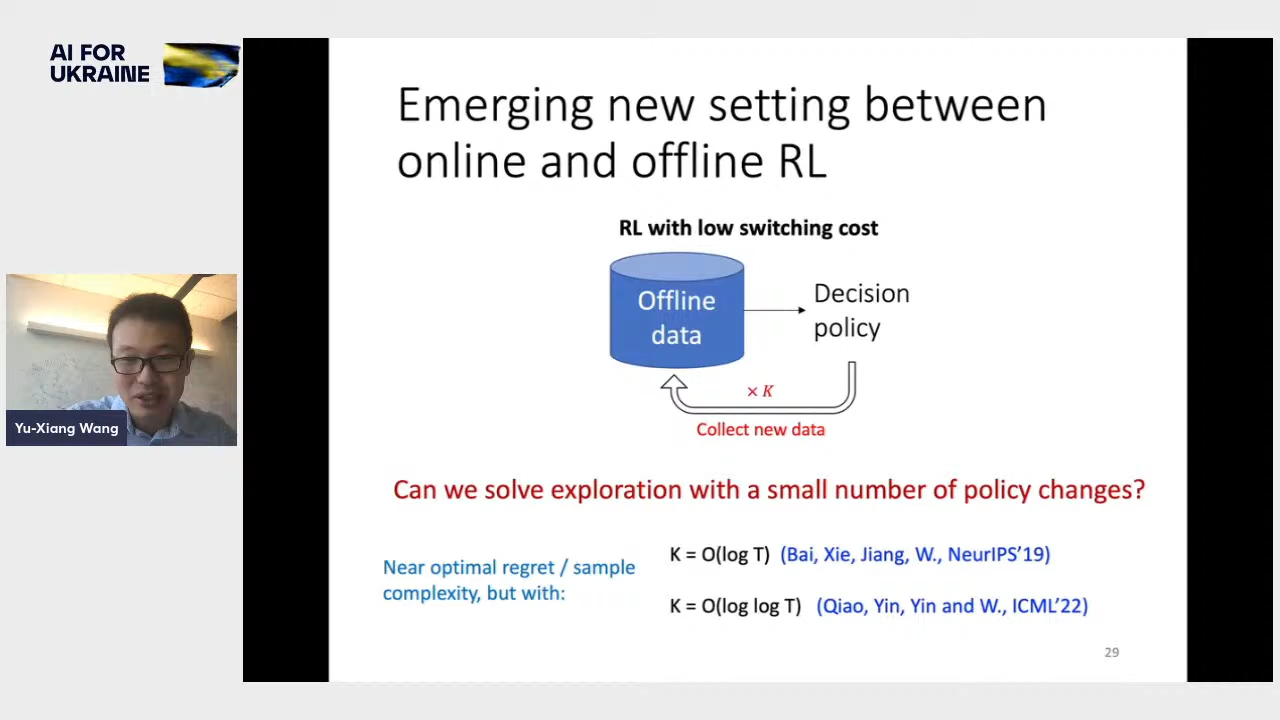 AI FOR
UKRAINE
Emerging new setting between
online and offline RL
RL with low switching cost
Offline
data
Decision
policy
× K
Collect new data
Yu-Xiang Wang
Can we solve exploration with a small number of policy changes?
Near optimal regret / sample
complexity, but with:
K = O(log T) (Bai, Xie, Jiang, W., NeurIPS'19)
K = O(log log T) (Qiao, Yin, Yin and W., ICML'22)
29